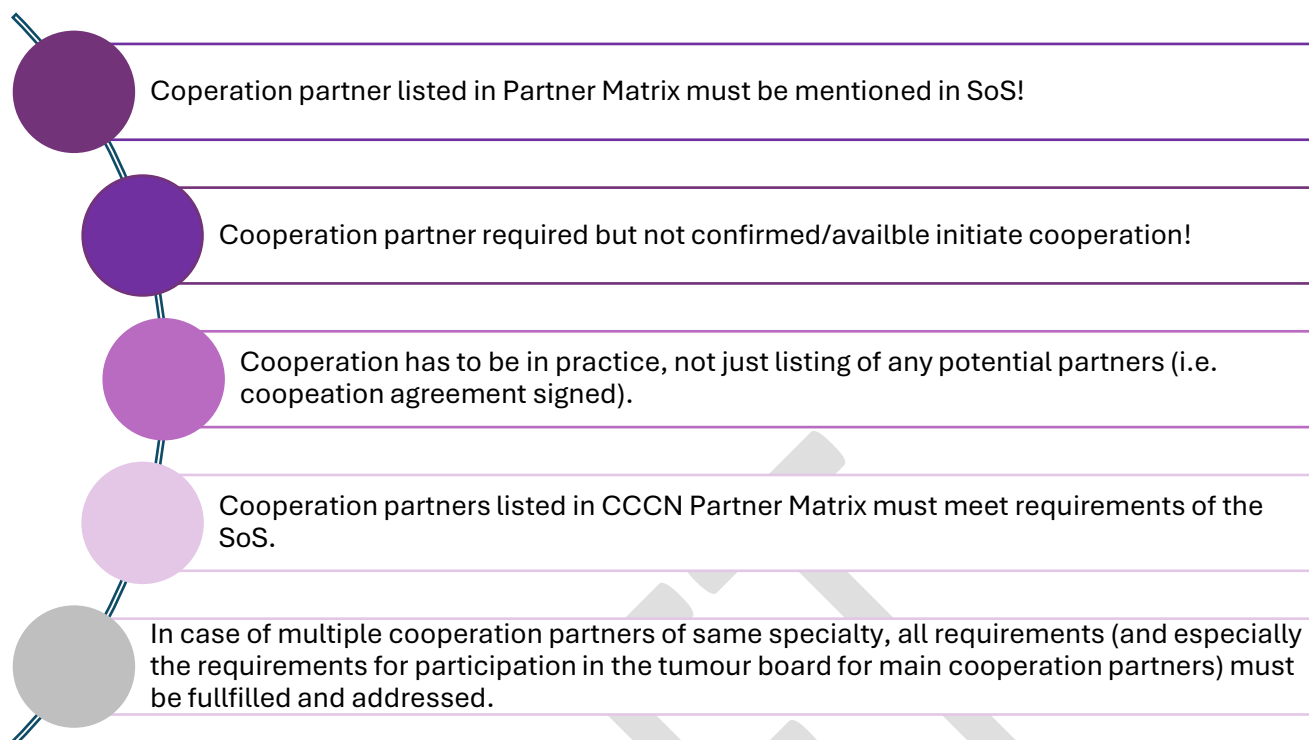 Coperation partner listed in Partner Matrix must be mentioned in SoS!
Cooperation partner required but not confirmed/availble initiate cooperation!
Cooperation has to be in practice, not just listing of any potential partners (i.e.
coopeation agreement signed).
Cooperation partners listed in CCCN Partner Matrix must meet requirements of the
SoS.
In case of multiple cooperation partners of same specialty, all requirements (and especially
the requirements for participation in the tumour board for main cooperation partners) must
be fullfilled and addressed.